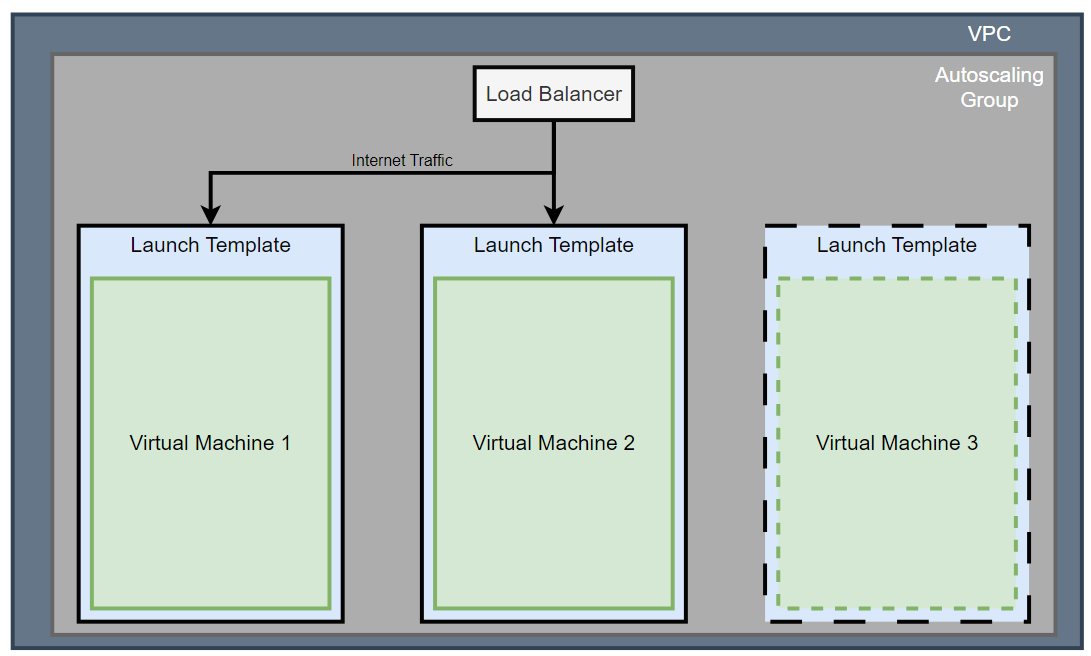 VPC
Autoscaling
Group
Load Balancer
Internet Traffic
Launch Template
Launch Template
Launch Template
Virtual Machine 1
Virtual Machine 2
Virtual Machine 3